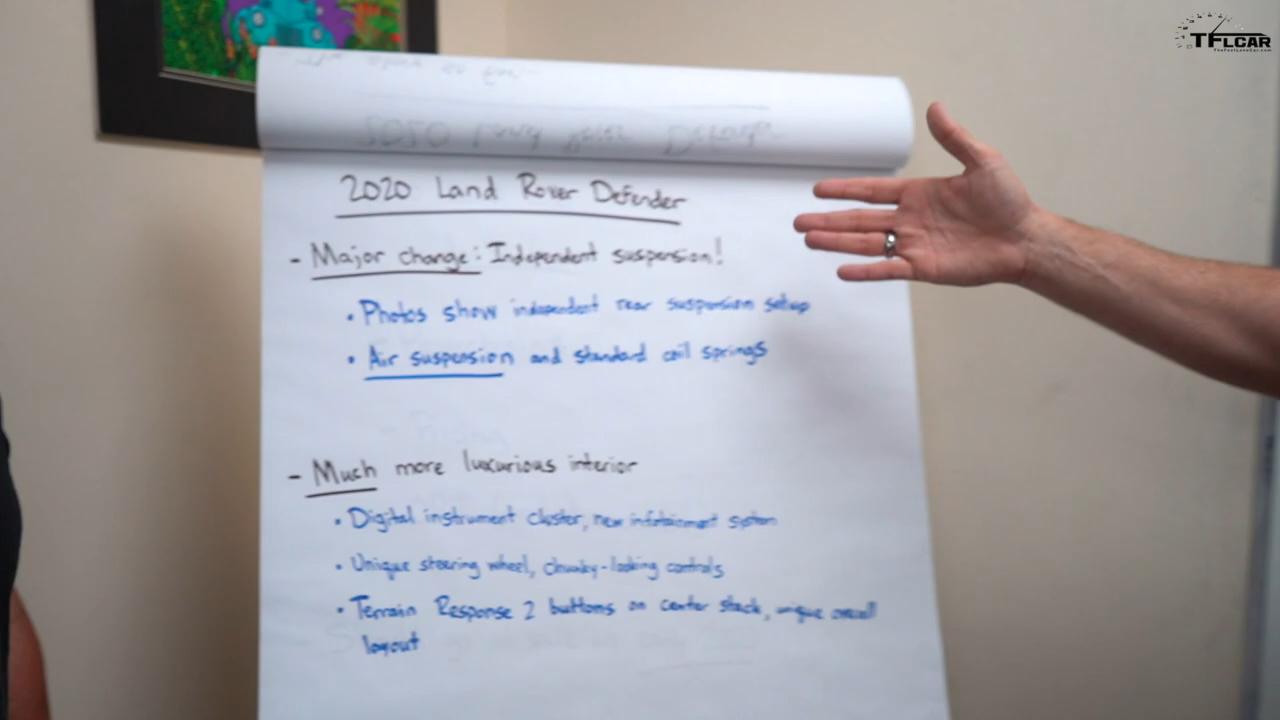 TFLCAR
TheFastLaneCar.com
2020 Land Rover Defender
- Major change: Independent suspension!
• Photos show independent rear suspension setup
• Air suspension and standard coil springs
- Much more luxurious interior
• Digital instrument cluster, new infotainment system
• Unique steering wheel, chunky-looking controls
• Terrain Response 2 buttons on center stack, unique overall
layout